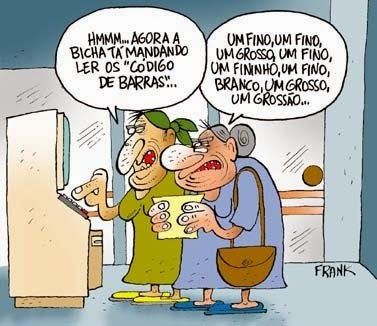 HMMM... AGORA A
BICHA TÁ MANDANDO
LER OS "CÓDIGO
DE BARRAS"...
UM FINO, UM FINO,
UM GROSSO, UM FINO,
UM FININHO, UM FINO,
BRANCO, UM GROSSO,
UM GROSSÃO...
FRANK